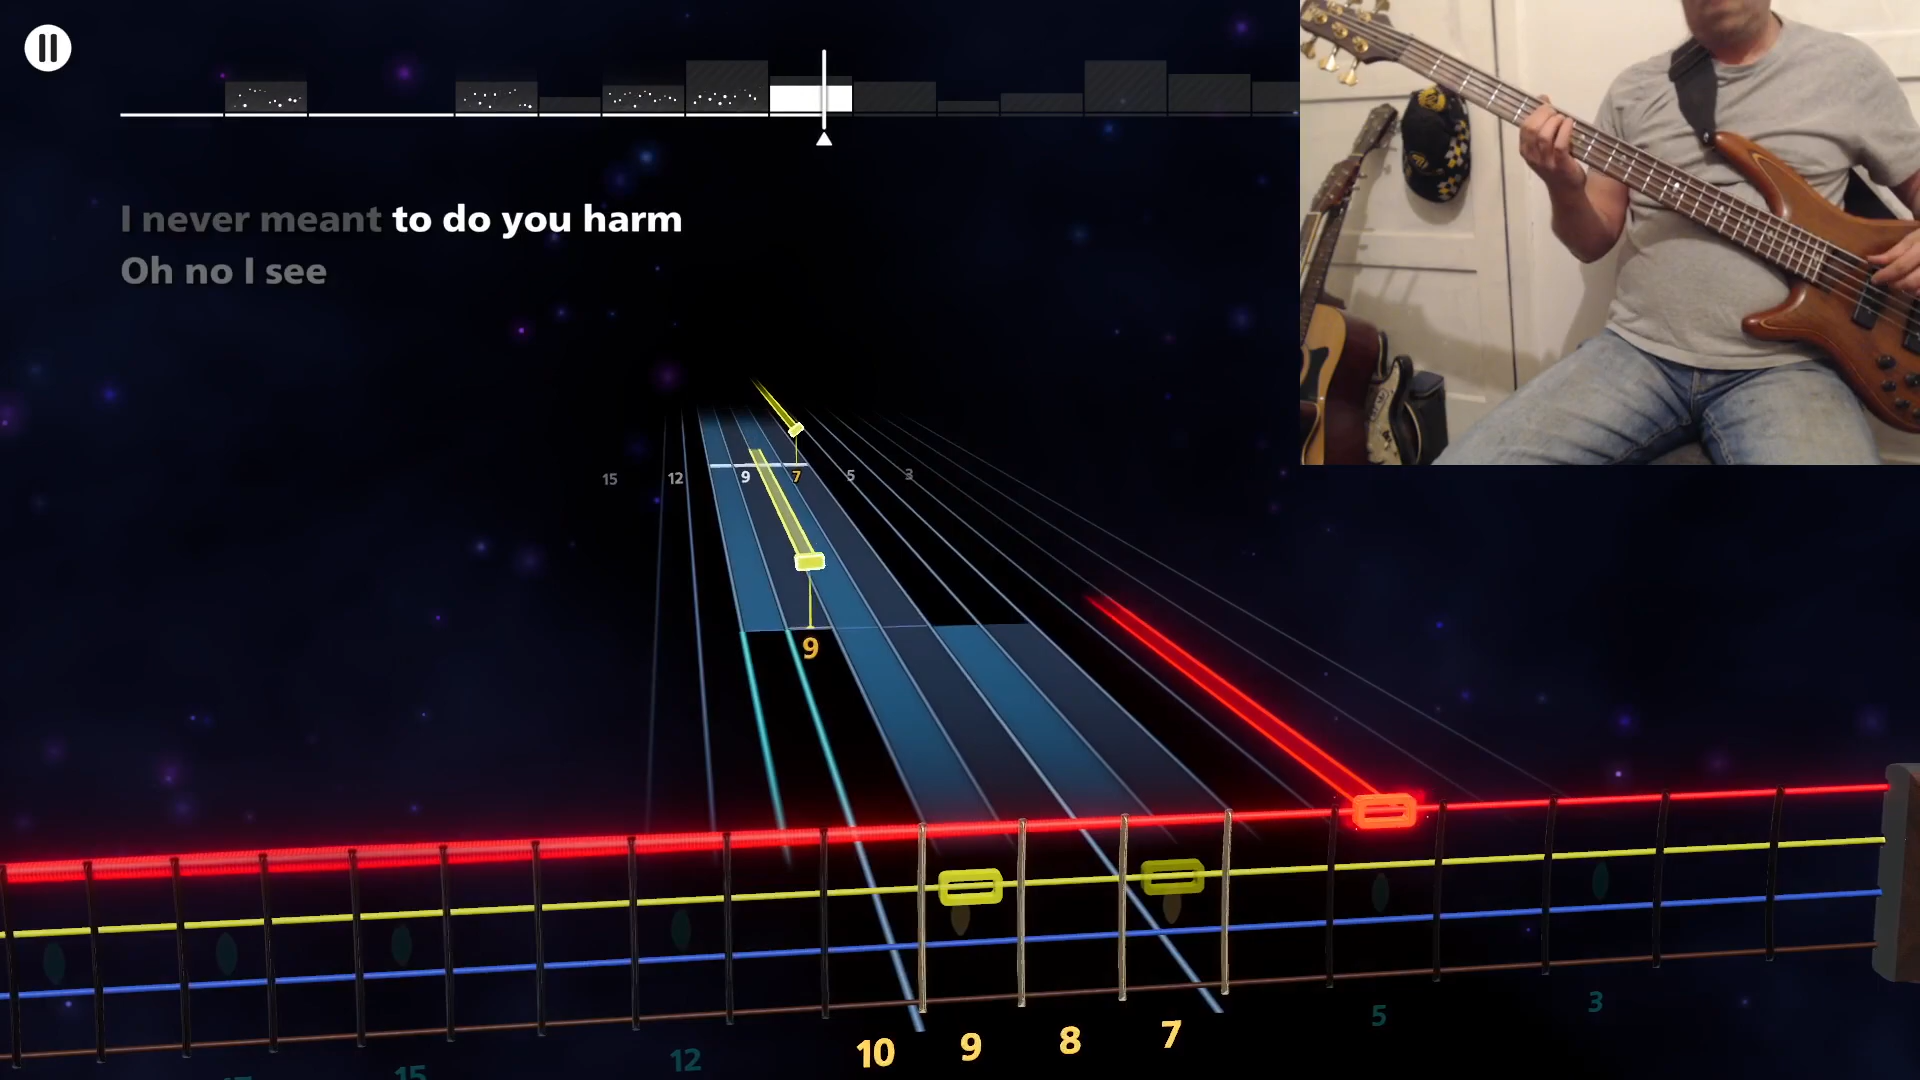 I never meant to do you harm
Oh no I see
15 12 9 7 5 3
9
5 3
10 9 8 7
15 12